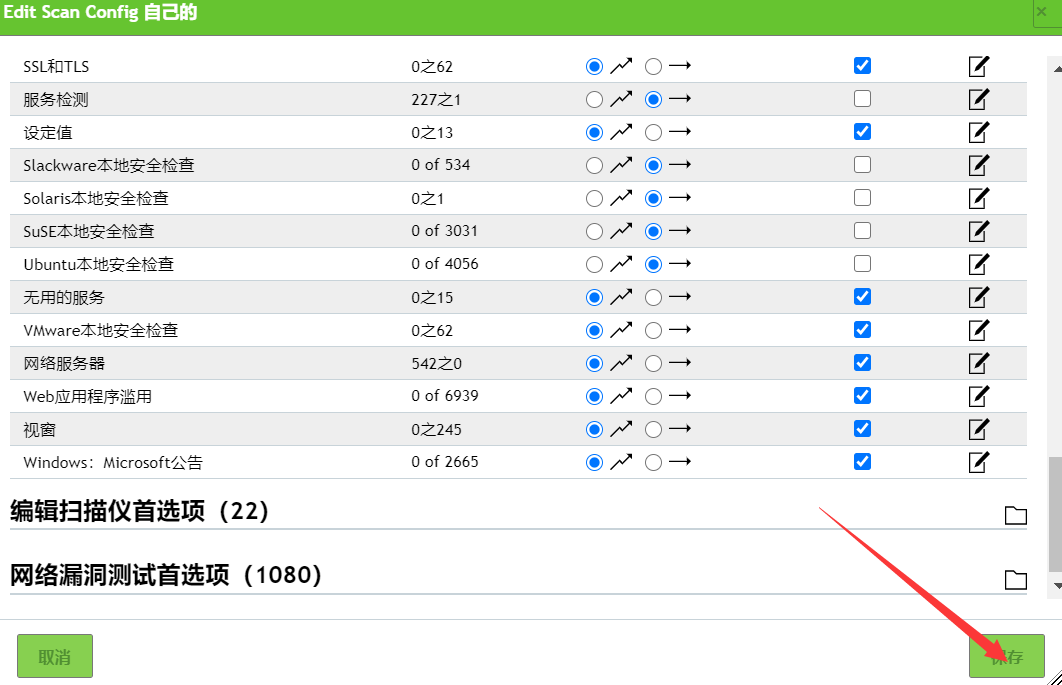 Edit Scan Config 自己的
SSL和TLS 0之62
服务检测 227之1
设定值 0之13
Slackware本地安全检查 0 of 534
Solaris本地安全检查 0之1
SuSE本地安全检查 0 of 3031
Ubuntu本地安全检查 0 of 4056
无用的服务 0之15
VMware本地安全检查 0之62
网络服务器 542之0
Web应用程序滥用 0 of 6939
视窗 0之245
Windows：Microsoft公告 0 of 2665
编辑扫描仪首选项（22）
网络漏洞测试首选项（1080）
取消 保存